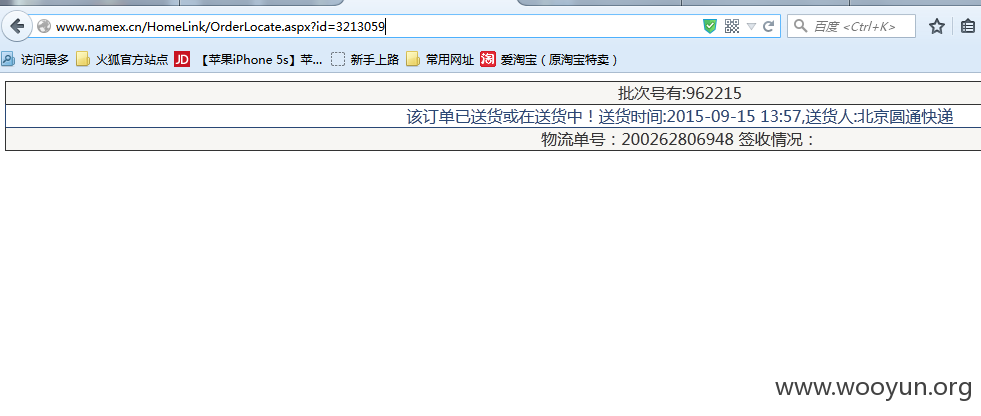 www.namex.cn/HomeLink/OrderLocate.aspx?id=3213059
百度 <Ctrl+K>
访问最多 火狐官方站点 JD 【苹果iPhone 5s】苹... 新手上路 常用网址 淘 爱淘宝（原淘宝特卖）
批次号有:962215
该订单已送货或在送货中！送货时间:2015-09-15 13:57,送货人:北京圆通快递
物流单号：200262806948 签收情况：
www.wooyun.org